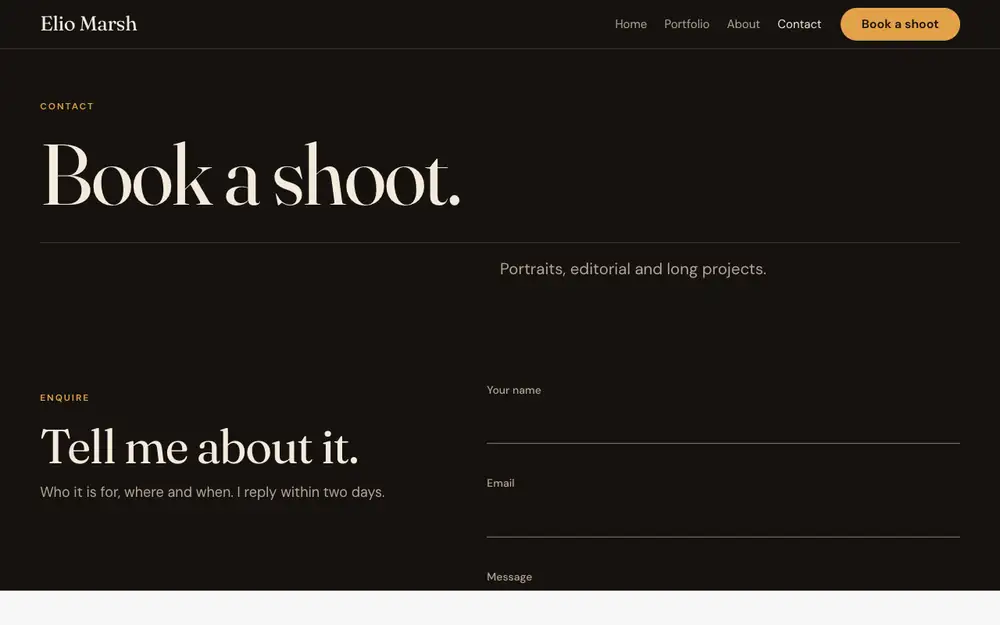 Elio Marsh
Home Portfolio About Contact Book a shoot
CONTACT
Book a shoot.
Portraits, editorial and long projects.
ENQUIRE
Tell me about it.
Who it is for, where and when. I reply within two days.
Your name
Email
Message